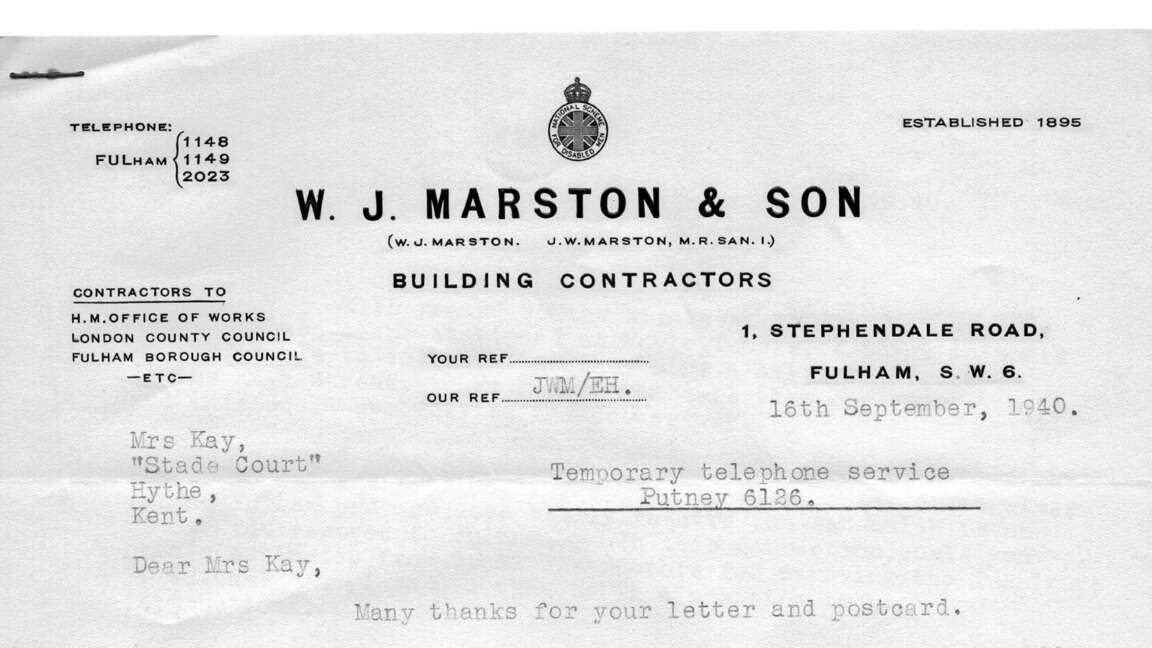 NATIONAL SCHEME
FOR DISABLED MEN
TELEPHONE:
FULHAM
1148
1149
2023
ESTABLISHED 1895
W. J. MARSTON & SON
(W. J. MARSTON. J. W. MARSTON, M. R. SAN. I.)
BUILDING CONTRACTORS
CONTRACTORS TO
H.M. OFFICE OF WORKS
LONDON COUNTY COUNCIL
FULHAM BOROUGH COUNCIL
—ETC—
1, STEPHENDALE ROAD,
FULHAM, S. W. 6.
YOUR REF
OUR REF JWM/EH.
16th September, 1940.
Mrs Kay,
"Stade Court"
Hythe,
Kent.
Temporary telephone service
Putney 6126.
Dear Mrs Kay,
Many thanks for your letter and postcard.